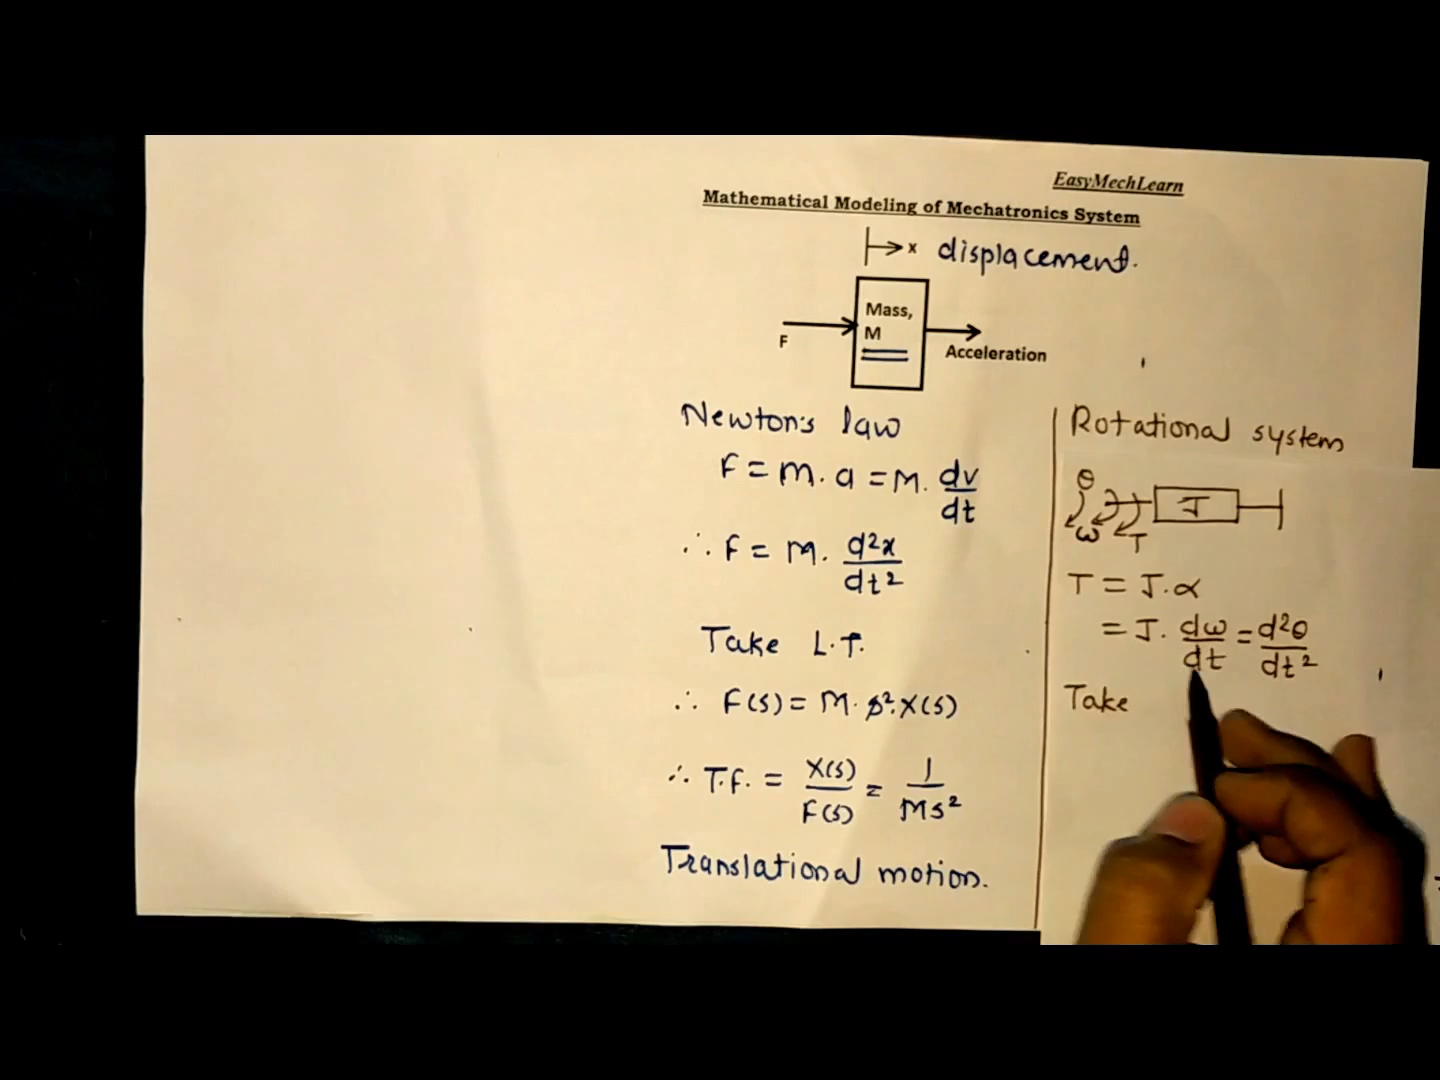 EasyMechLearn
Mathematical Modeling of Mechatronics System
x displacement.
Mass,
M
F
Acceleration
Newton's law
F = M. a = M. dv/dt
∴ F = M. d²x/dt²
Take L.T.
∴ F(s) = M. s². X(s)
∴ T.F. = X(s)/F(s) = 1/Ms²
Translational motion.
Rotational system
θ
J
ω
T
T = J.α
= J. dω/dt = d²θ/dt²
Take